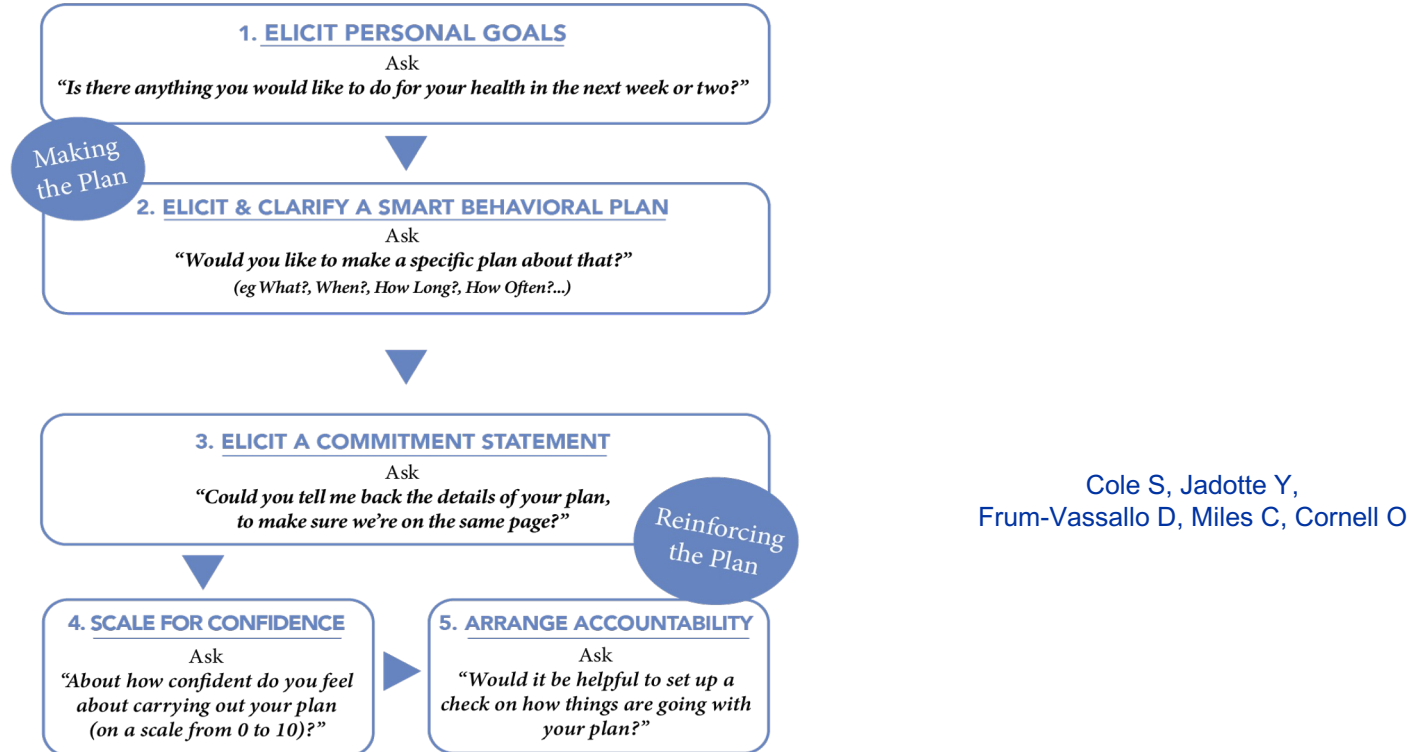 1. ELICIT PERSONAL GOALS
Ask
“Is there anything you would like to do for your health in the next week or two?”
Making
the Plan
2. ELICIT & CLARIFY A SMART BEHAVIORAL PLAN
Ask
“Would you like to make a specific plan about that?”
(eg What?, When?, How Long?, How Often?...)
3. ELICIT A COMMITMENT STATEMENT
Ask
“Could you tell me back the details of your plan,
to make sure we’re on the same page?”
Reinforcing
the Plan
4. SCALE FOR CONFIDENCE
Ask
“About how confident do you feel
about carrying out your plan
(on a scale from 0 to 10)?”
5. ARRANGE ACCOUNTABILITY
Ask
“Would it be helpful to set up a
check on how things are going with
your plan?”
Cole S, Jadotte Y,
Frum-Vassallo D, Miles C, Cornell O